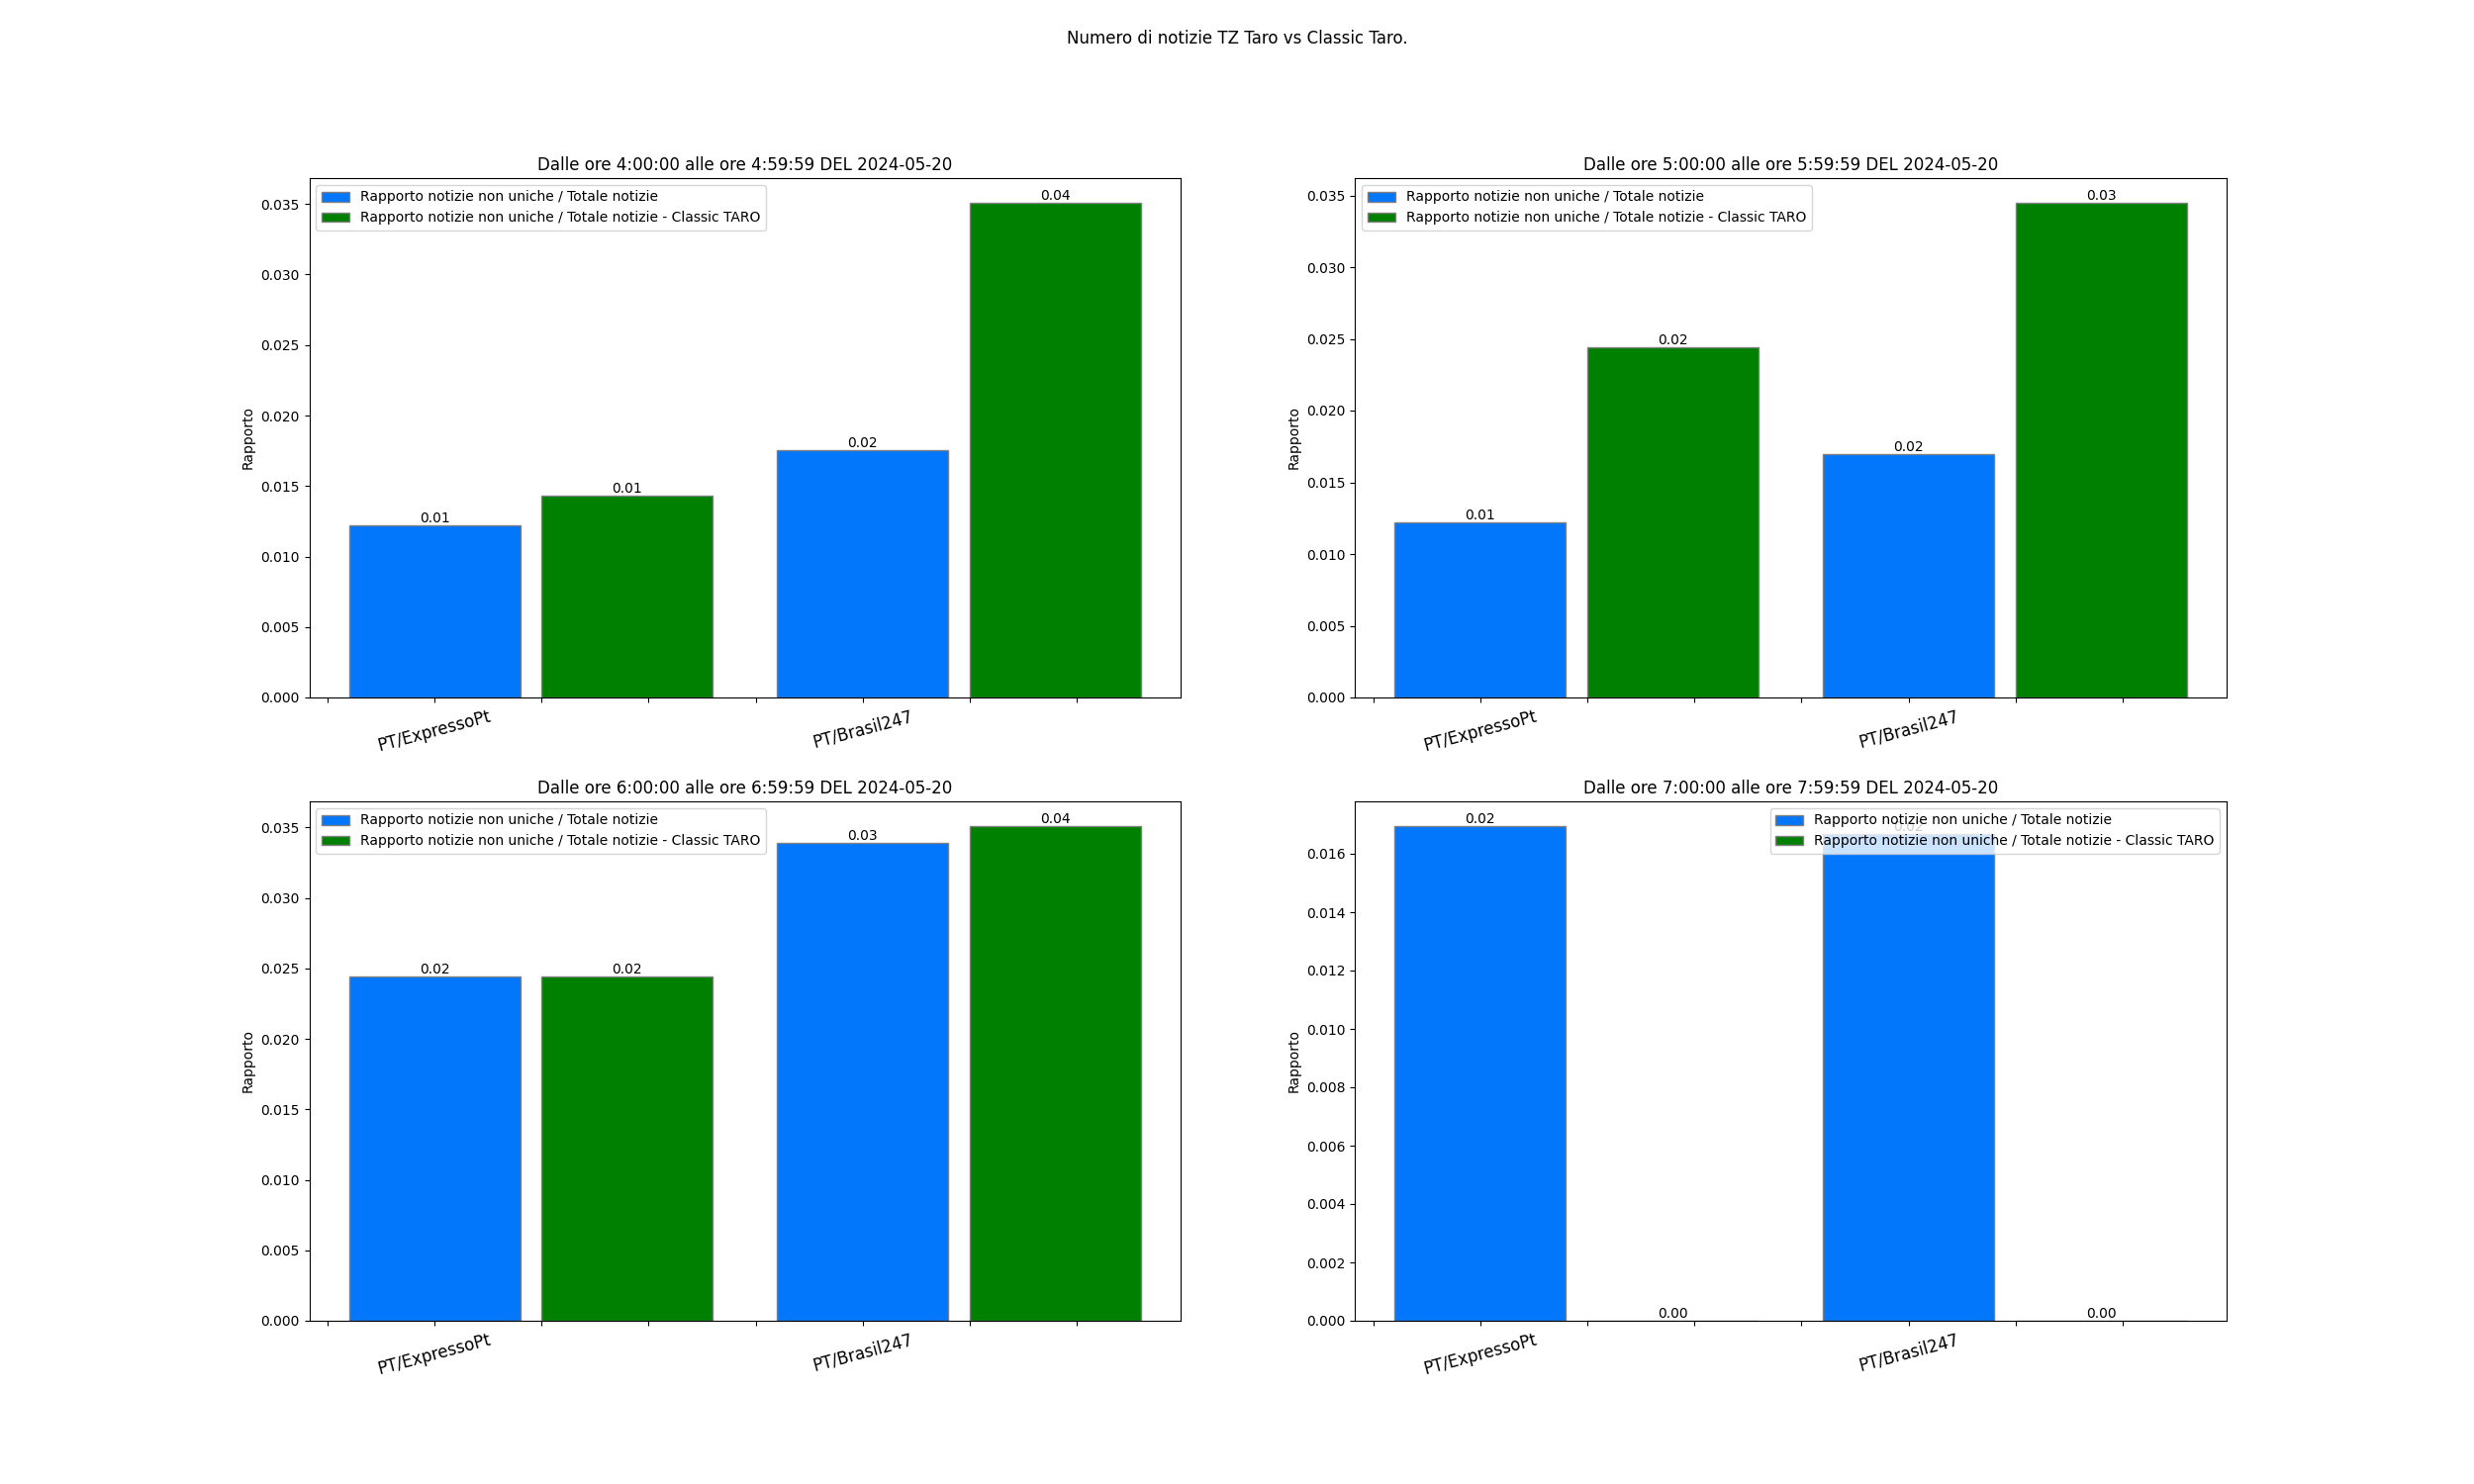 Numero di notizie TZ Taro vs Classic Taro.
Dalle ore 4:00:00 alle ore 4:59:59 DEL 2024-05-20
Rapporto notizie non uniche / Totale notizie
Rapporto notizie non uniche / Totale notizie - Classic TARO
Rapporto
0.035
0.030
0.025
0.020
0.015
0.010
0.005
0.000
0.01
0.01
0.02
0.04
PT/ExpressoPt
PT/Brasil247
Dalle ore 5:00:00 alle ore 5:59:59 DEL 2024-05-20
Rapporto notizie non uniche / Totale notizie
Rapporto notizie non uniche / Totale notizie - Classic TARO
Rapporto
0.035
0.030
0.025
0.020
0.015
0.010
0.005
0.000
0.01
0.02
0.02
0.03
PT/ExpressoPt
PT/Brasil247
Dalle ore 6:00:00 alle ore 6:59:59 DEL 2024-05-20
Rapporto notizie non uniche / Totale notizie
Rapporto notizie non uniche / Totale notizie - Classic TARO
Rapporto
0.035
0.030
0.025
0.020
0.015
0.010
0.005
0.000
0.02
0.02
0.03
0.04
PT/ExpressoPt
PT/Brasil247
Dalle ore 7:00:00 alle ore 7:59:59 DEL 2024-05-20
Rapporto notizie non uniche / Totale notizie
Rapporto notizie non uniche / Totale notizie - Classic TARO
Rapporto
0.016
0.014
0.012
0.010
0.008
0.006
0.004
0.002
0.000
0.02
0.00
0.02
0.00
PT/ExpressoPt
PT/Brasil247